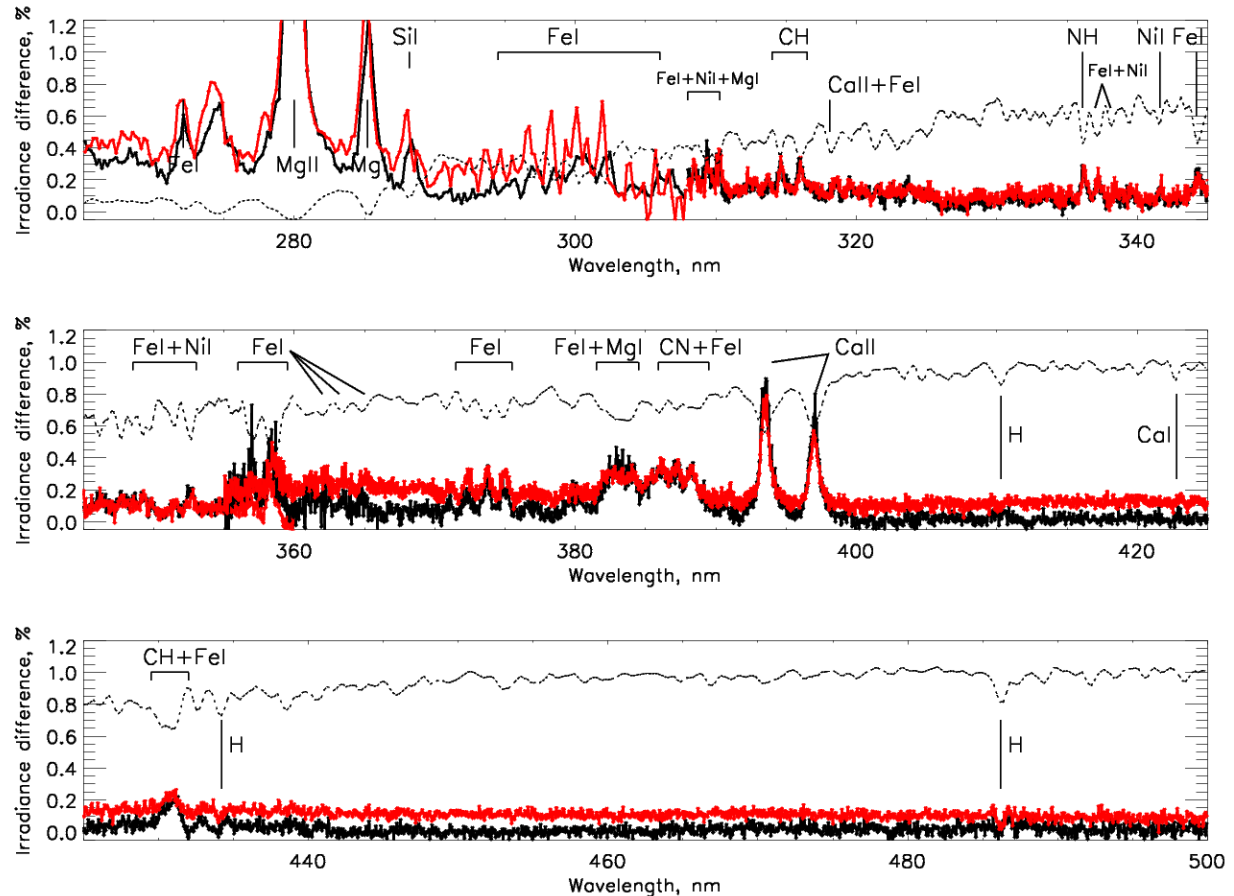 Irradiance difference, %
1.2
1.0
0.8
0.6
0.4
0.2
0.0
SiI
FeI
CH
NH
NiI FeI
FeI+NiI+MgI
FeI+NiI
CaII+FeI
FeI
MgII
MgI
280
300
320
340
Wavelength, nm
Irradiance difference, %
1.2
1.0
0.8
0.6
0.4
0.2
0.0
FeI+NiI
FeI
FeI
FeI+MgI
CN+FeI
CaII
H
CaI
360
380
400
420
Wavelength, nm
Irradiance difference, %
1.2
1.0
0.8
0.6
0.4
0.2
0.0
CH+FeI
H
H
440
460
480
500
Wavelength, nm